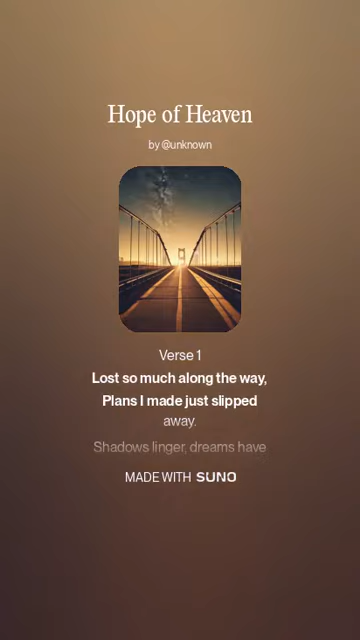 Hope of Heaven
by @unknown
Verse 1
Lost so much along the way,
Plans I made just slipped
away.
Shadows linger, dreams have
MADE WITH SUNO